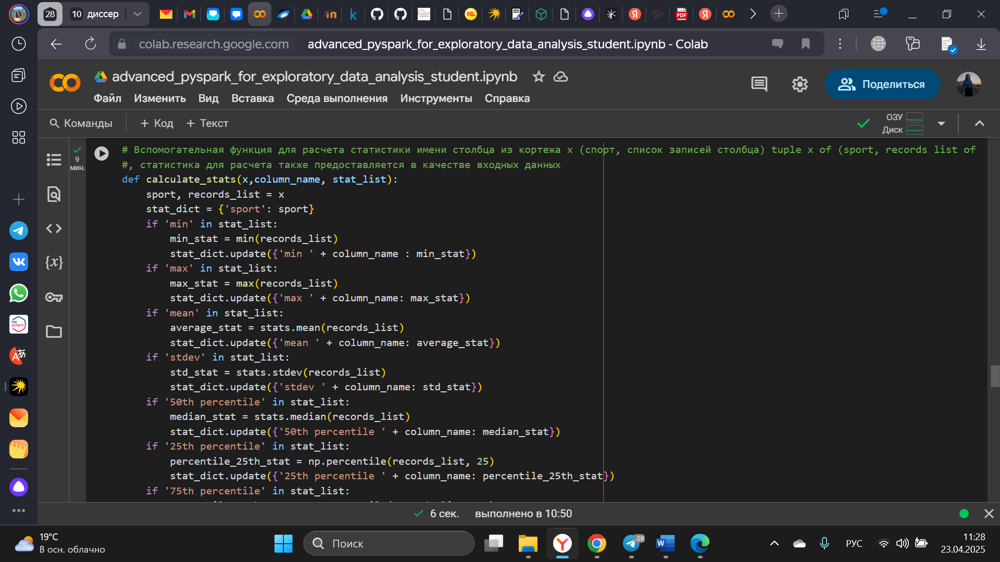 28
10 диссер
colab.research.google.com
advanced_pyspark_for_exploratory_data_analysis_student.ipynb - Colab
advanced_pyspark_for_exploratory_data_analysis_student.ipynb
Файл Изменить Вид Вставка Среда выполнения Инструменты Справка
Поделиться
Команды + Код + Текст
ОЗУ
Диск
9
мин.
# Вспомогательная функция для расчета статистики имени столбца из кортежа x (спорт, список записей столбца) tuple x of (sport, records list of
#, статистика для расчета также предоставляется в качестве входных данных
def calculate_stats(x,column_name, stat_list):
sport, records_list = x
stat_dict = {'sport': sport}
if 'min' in stat_list:
min_stat = min(records_list)
stat_dict.update({'min ' + column_name : min_stat})
if 'max' in stat_list:
max_stat = max(records_list)
stat_dict.update({'max ' + column_name: max_stat})
if 'mean' in stat_list:
average_stat = stats.mean(records_list)
stat_dict.update({'mean ' + column_name: average_stat})
if 'stdev' in stat_list:
std_stat = stats.stdev(records_list)
stat_dict.update({'stdev ' + column_name: std_stat})
if '50th percentile' in stat_list:
median_stat = stats.median(records_list)
stat_dict.update({'50th percentile ' + column_name: median_stat})
if '25th percentile' in stat_list:
percentile_25th_stat = np.percentile(records_list, 25)
stat_dict.update({'25th percentile ' + column_name: percentile_25th_stat})
if '75th percentile' in stat_list:
6 сек. выполнено в 10:50
19°C
В осн. облачно
Поиск
РУС
11:28
23.04.2025